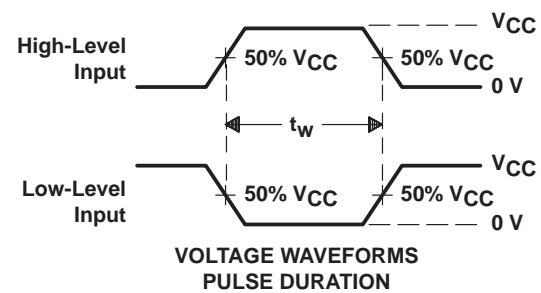 High-Level
Input
50% VCC
50% VCC
VCC
0 V
tw
Low-Level
Input
50% VCC
50% VCC
VCC
0 V
VOLTAGE WAVEFORMS
PULSE DURATION